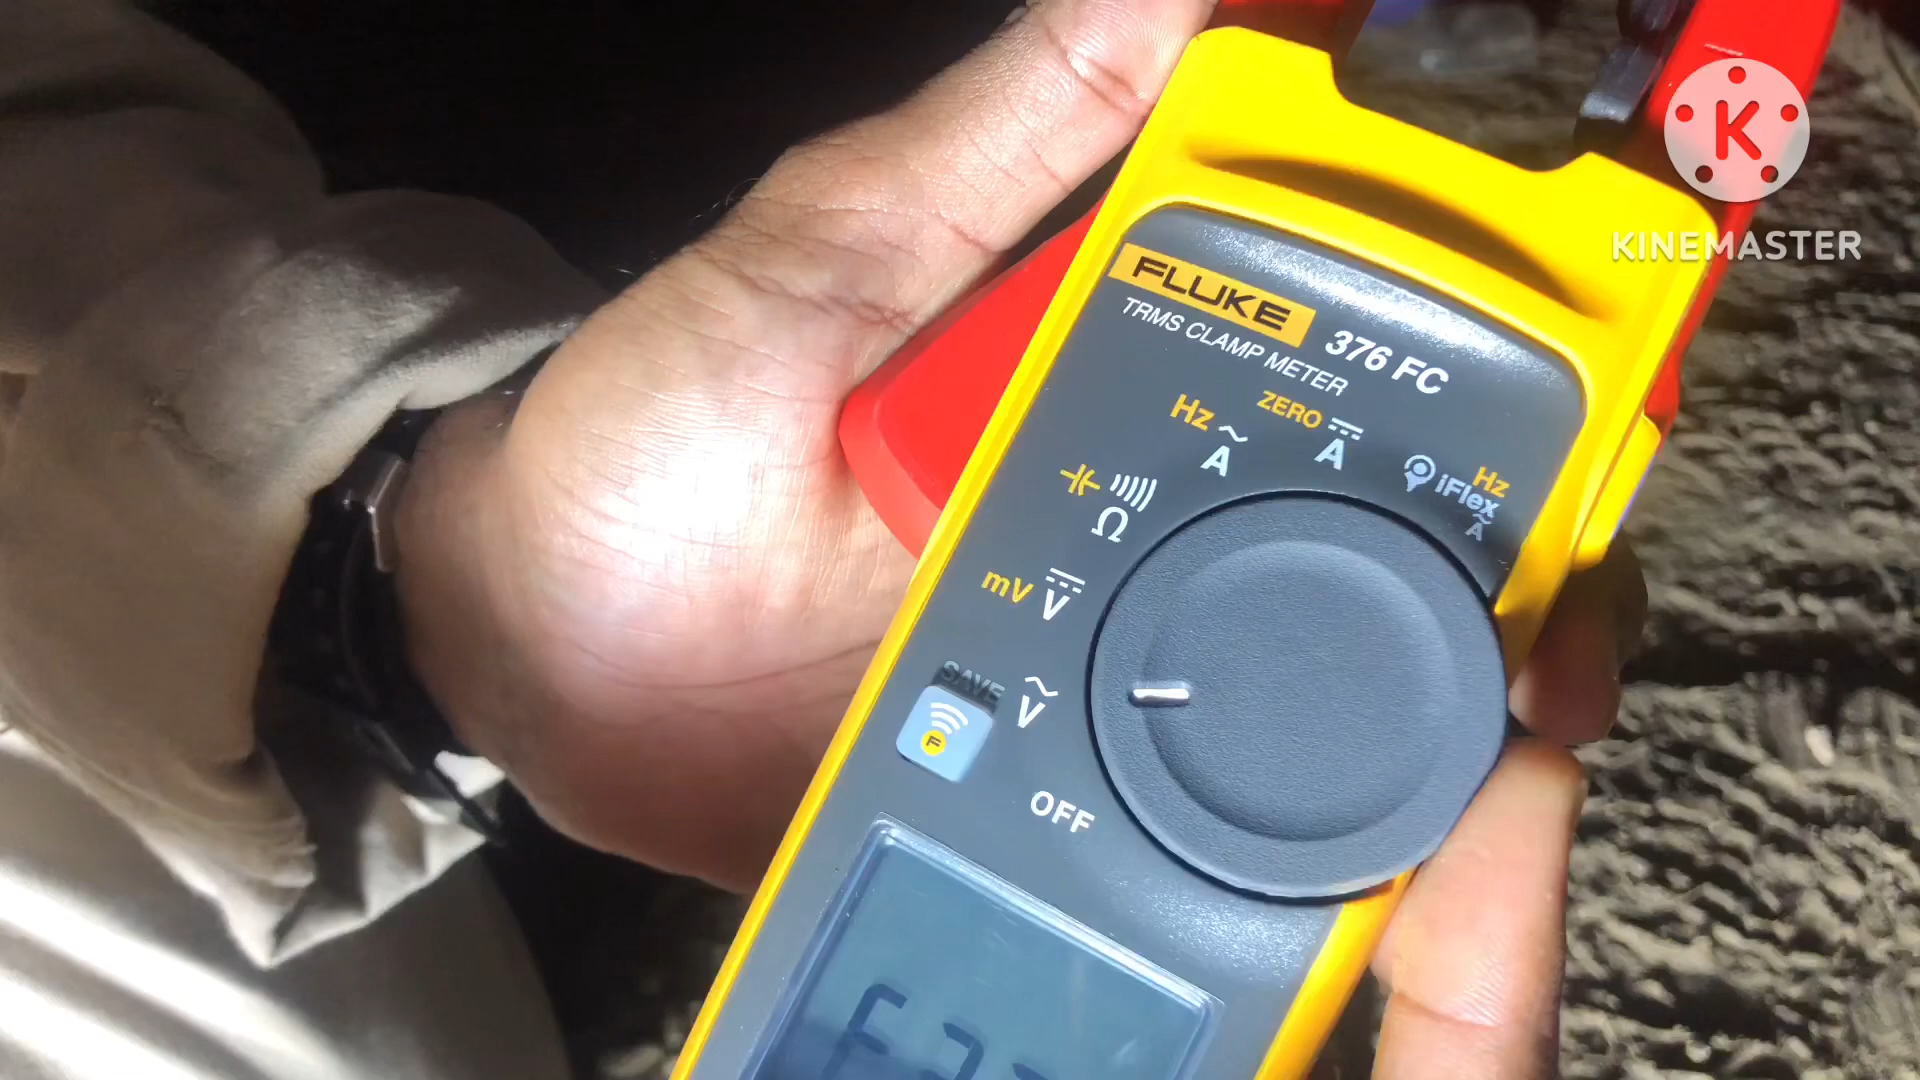 K
KINEMASTER
FLUKE
376 FC
TRMS CLAMP METER
Hz
A
ZERO
A
Hz
iFlex
A
Ω
mV V
SAVE
V
F
OFF